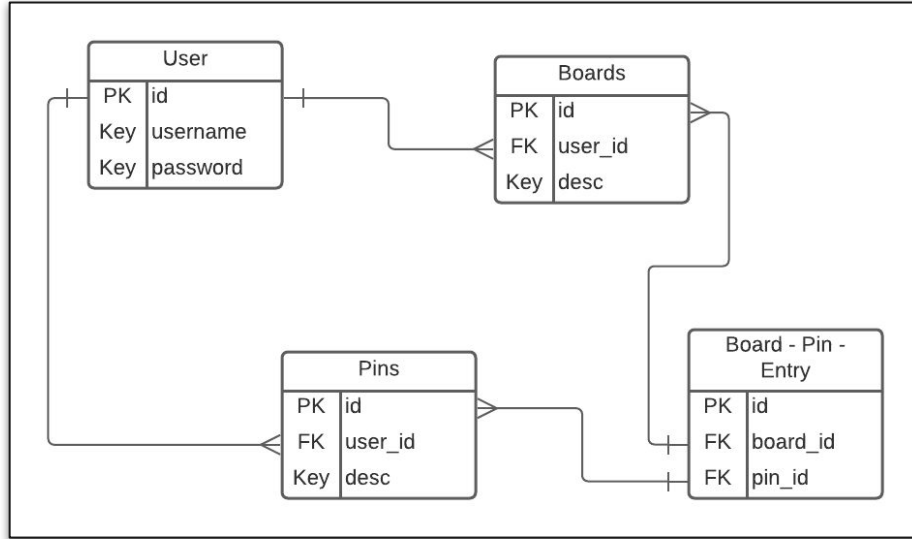 User
PK id
Key username
Key password
Boards
PK id
FK user_id
Key desc
Pins
PK id
FK user_id
Key desc
Board - Pin -
Entry
PK id
FK board_id
FK pin_id